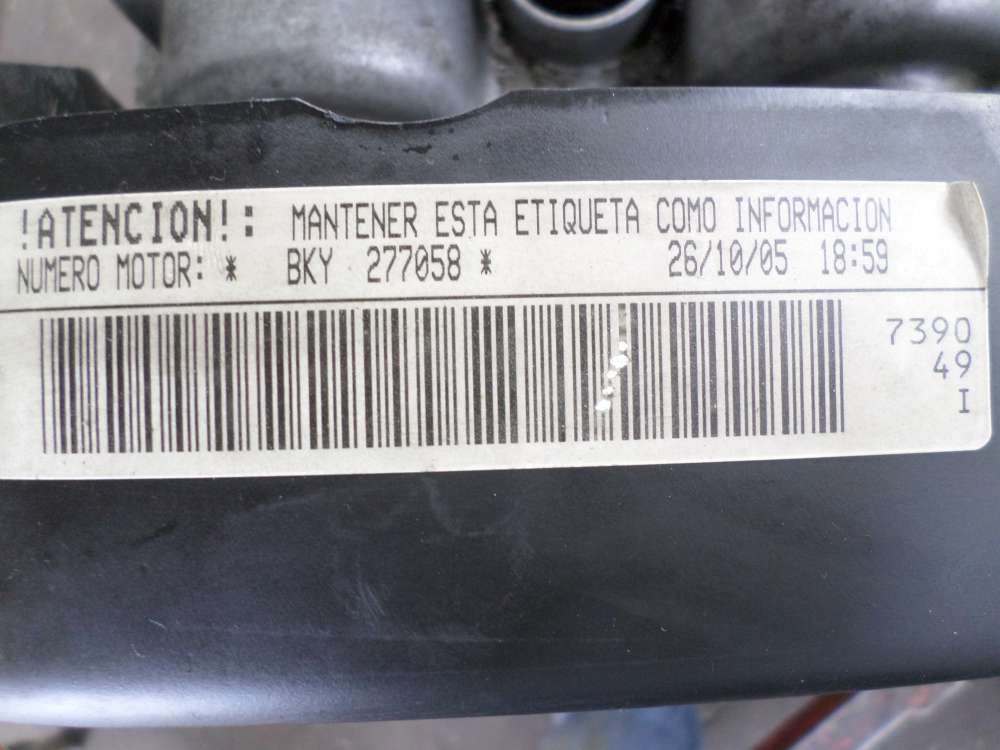 !ATENCION!: MANTENER ESTA ETIQUETA COMO INFORMACION
NUMERO MOTOR: * BKY 277058 * 26/10/05 18:59
7390
49
I